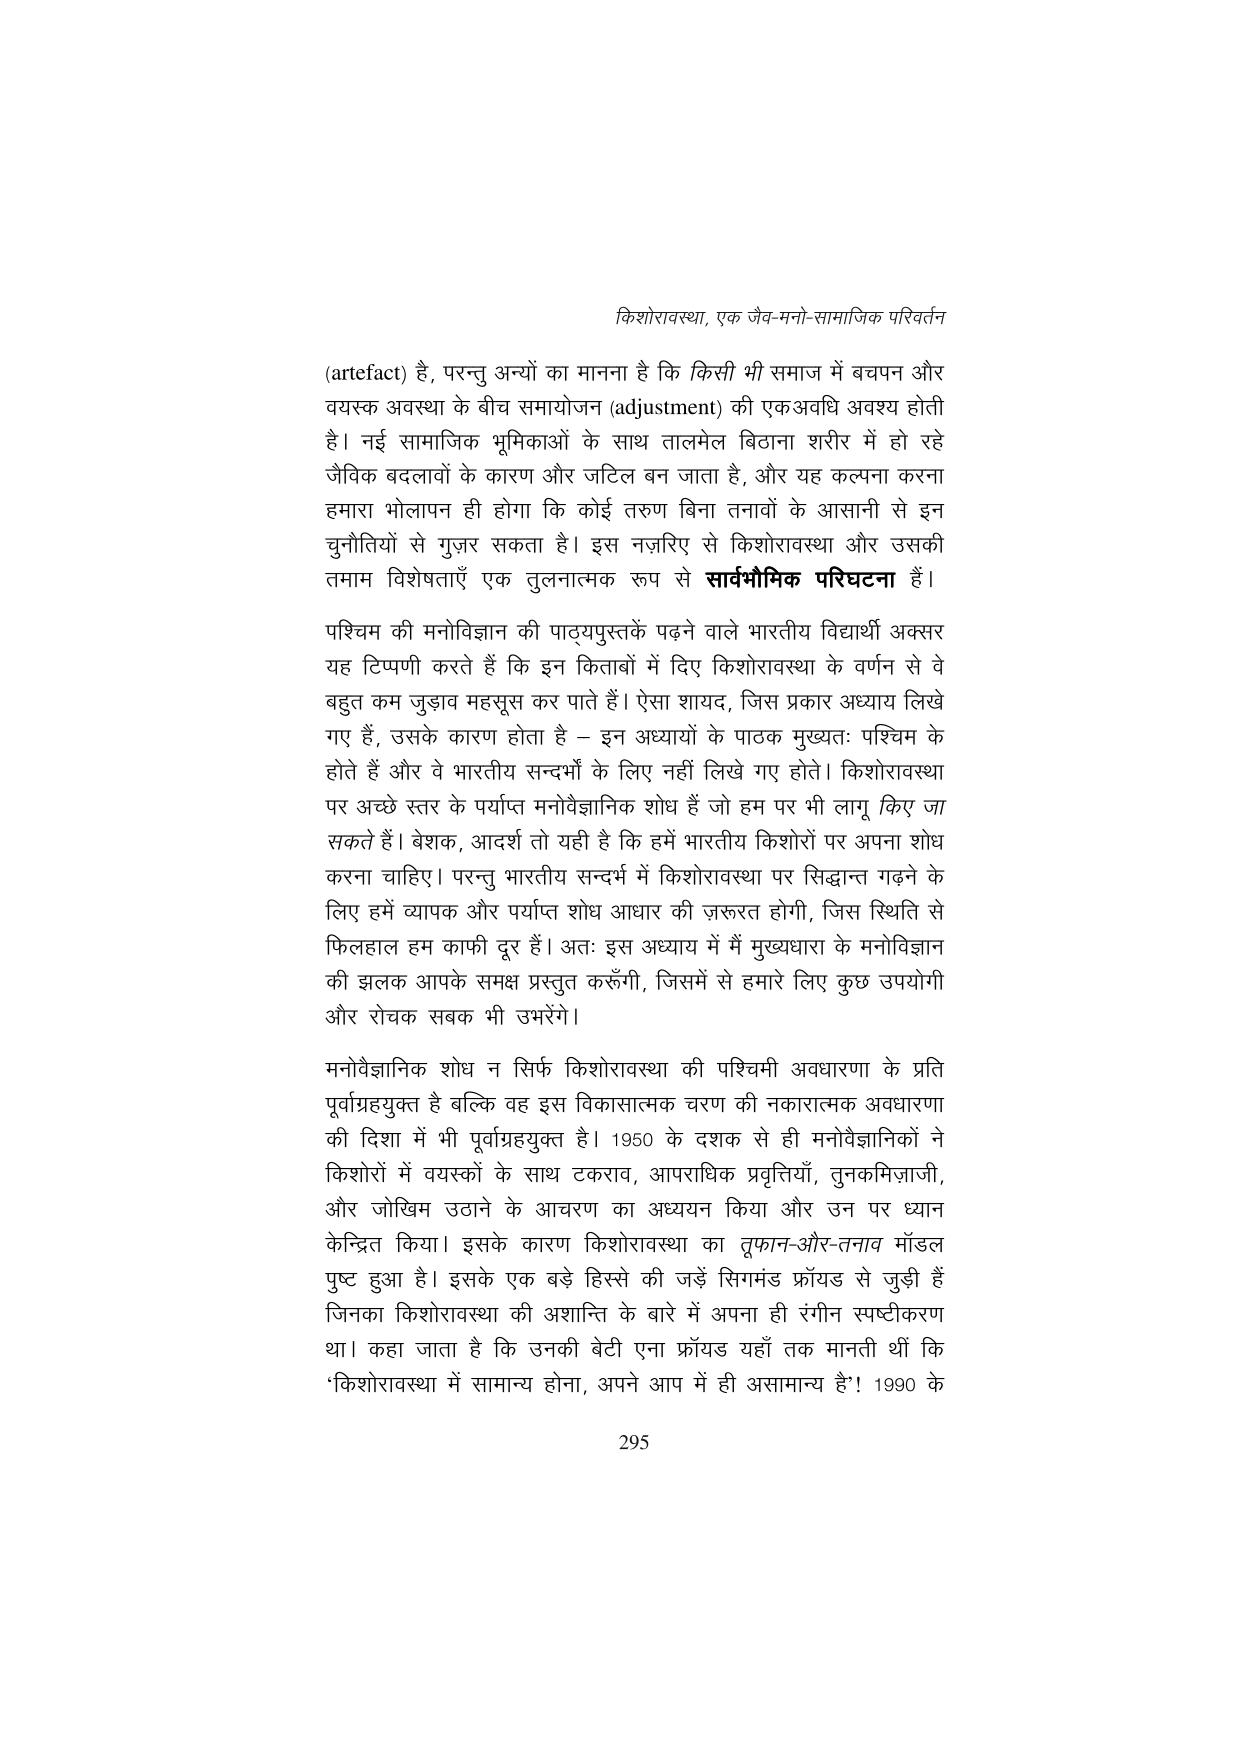 किशोरावस्था, एक जैव-मनो-सामाजिक परिवर्तन
(artefact) है, परन्तु अन्यों का मानना है कि किसी भी समाज में बचपन और
वयस्क अवस्था के बीच समायोजन (adjustment) की एकअवधि अवश्य होती
है। नई सामाजिक भूमिकाओं के साथ तालमेल बिठाना शरीर में हो रहे
जैविक बदलावों के कारण और जटिल बन जाता है, और यह कल्पना करना
हमारा भोलापन ही होगा कि कोई तरुण बिना तनावों के आसानी से इन
चुनौतियों से गुज़र सकता है। इस नज़रिए से किशोरावस्था और उसकी
तमाम विशेषताएँ एक तुलनात्मक रूप से सार्वभौमिक परिघटना हैं।
पश्चिम की मनोविज्ञान की पाठ्यपुस्तकें पढ़ने वाले भारतीय विद्यार्थी अक्सर
यह टिप्पणी करते हैं कि इन किताबों में दिए किशोरावस्था के वर्णन से वे
बहुत कम जुड़ाव महसूस कर पाते हैं। ऐसा शायद, जिस प्रकार अध्याय लिखे
गए हैं, उसके कारण होता है – इन अध्यायों के पाठक मुख्यतः पश्चिम के
होते हैं और वे भारतीय सन्दर्भों के लिए नहीं लिखे गए होते। किशोरावस्था
पर अच्छे स्तर के पर्याप्त मनोवैज्ञानिक शोध हैं जो हम पर भी लागू किए जा
सकते हैं। बेशक, आदर्श तो यही है कि हमें भारतीय किशोरों पर अपना शोध
करना चाहिए। परन्तु भारतीय सन्दर्भ में किशोरावस्था पर सिद्धान्त गढ़ने के
लिए हमें व्यापक और पर्याप्त शोध आधार की ज़रूरत होगी, जिस स्थिति से
फिलहाल हम काफी दूर हैं। अतः इस अध्याय में मैं मुख्यधारा के मनोविज्ञान
की झलक आपके समक्ष प्रस्तुत करूँगी, जिसमें से हमारे लिए कुछ उपयोगी
और रोचक सबक भी उभरेंगे।
मनोवैज्ञानिक शोध न सिर्फ किशोरावस्था की पश्चिमी अवधारणा के प्रति
पूर्वाग्रहयुक्त है बल्कि वह इस विकासात्मक चरण की नकारात्मक अवधारणा
की दिशा में भी पूर्वाग्रहयुक्त है। 1950 के दशक से ही मनोवैज्ञानिकों ने
किशोरों में वयस्कों के साथ टकराव, आपराधिक प्रवृत्तियाँ, तुनकमिज़ाजी,
और जोखिम उठाने के आचरण का अध्ययन किया और उन पर ध्यान
केन्द्रित किया। इसके कारण किशोरावस्था का तूफान-और-तनाव मॉडल
पुष्ट हुआ है। इसके एक बड़े हिस्से की जड़ें सिगमंड फ्रॉयड से जुड़ी हैं
जिनका किशोरावस्था की अशान्ति के बारे में अपना ही रंगीन स्पष्टीकरण
था। कहा जाता है कि उनकी बेटी एना फ्रॉयड यहाँ तक मानती थीं कि
‘किशोरावस्था में सामान्य होना, अपने आप में ही असामान्य है’! 1990 के
295